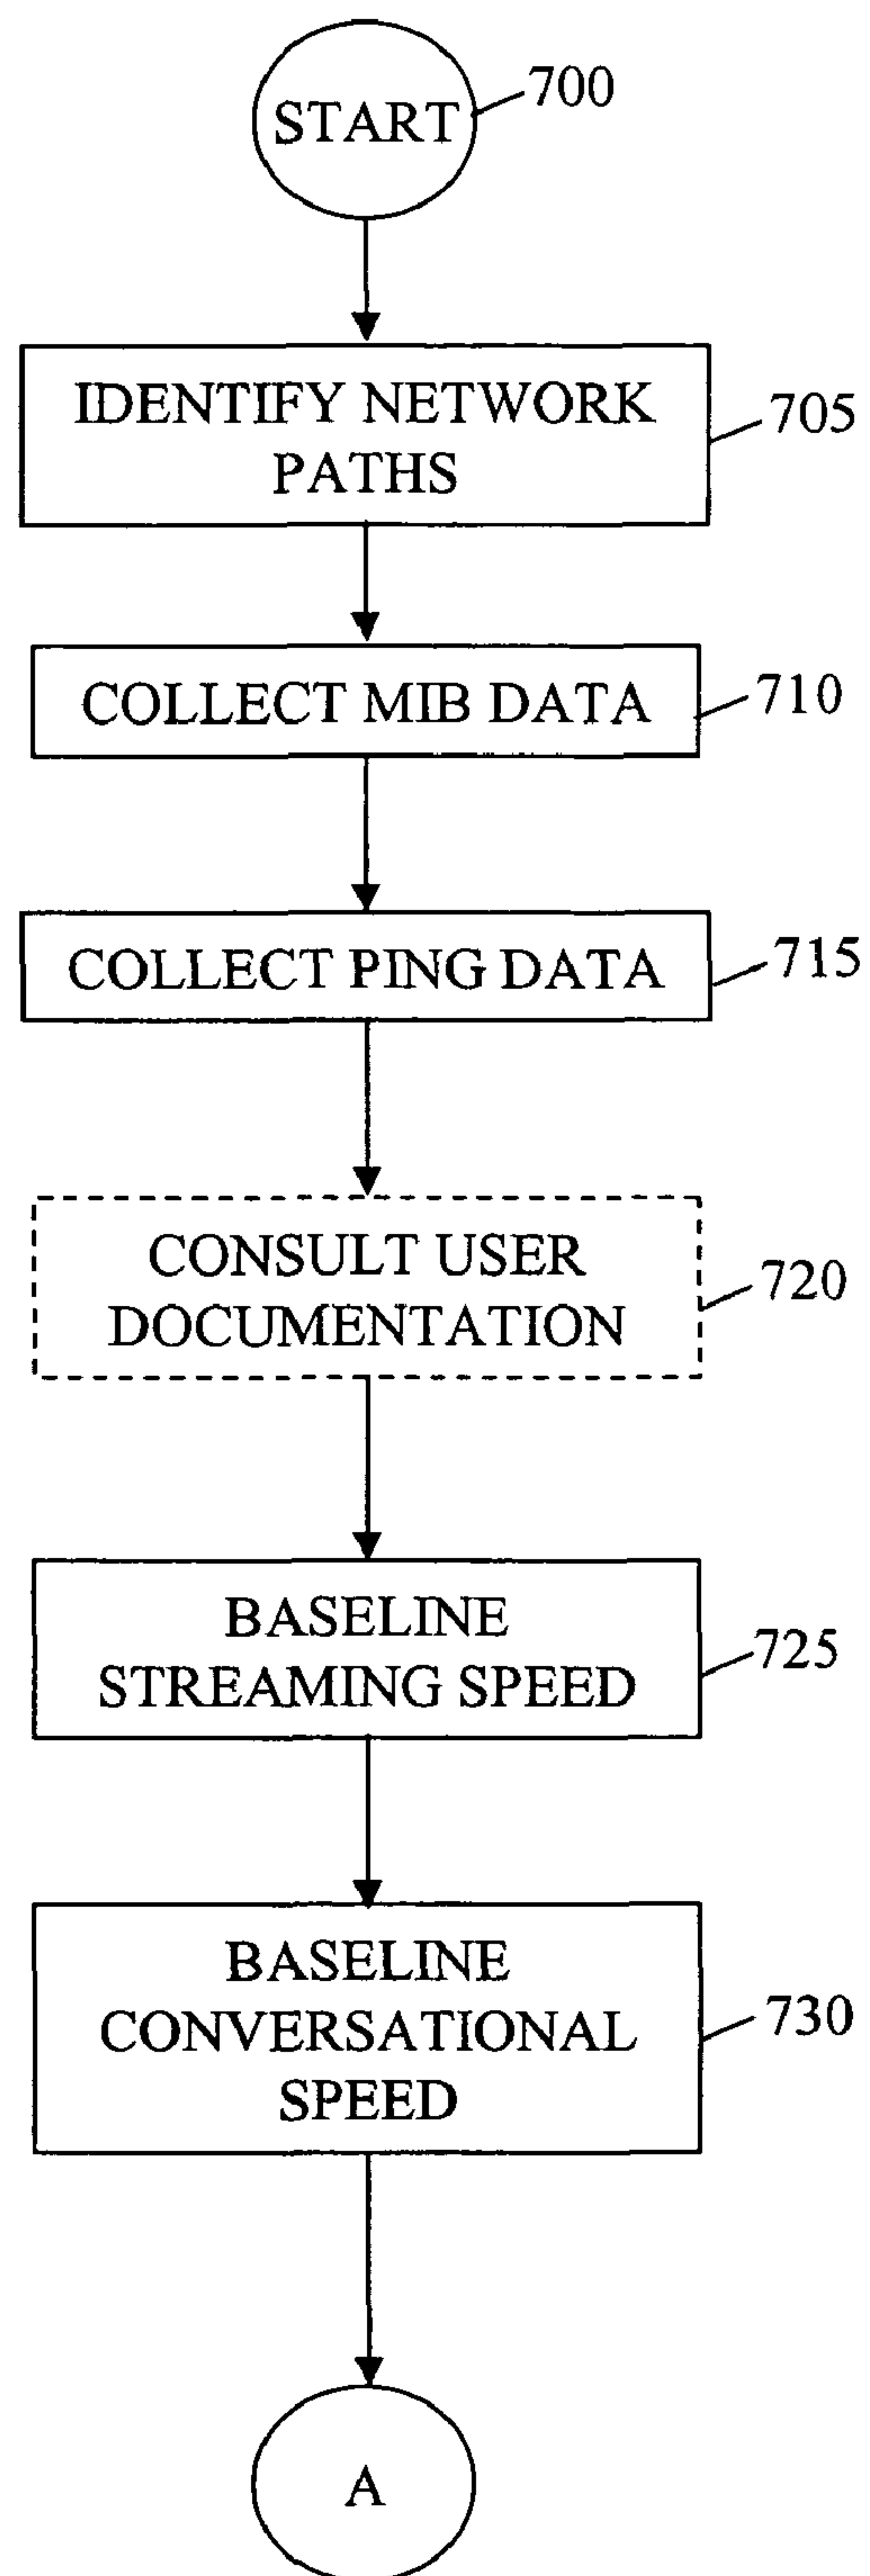 START
700
IDENTIFY NETWORK
PATHS
705
COLLECT MIB DATA
710
COLLECT PING DATA
715
CONSULT USER
DOCUMENTATION
720
BASELINE
STREAMING SPEED
725
BASELINE
CONVERSATIONAL
SPEED
730
A